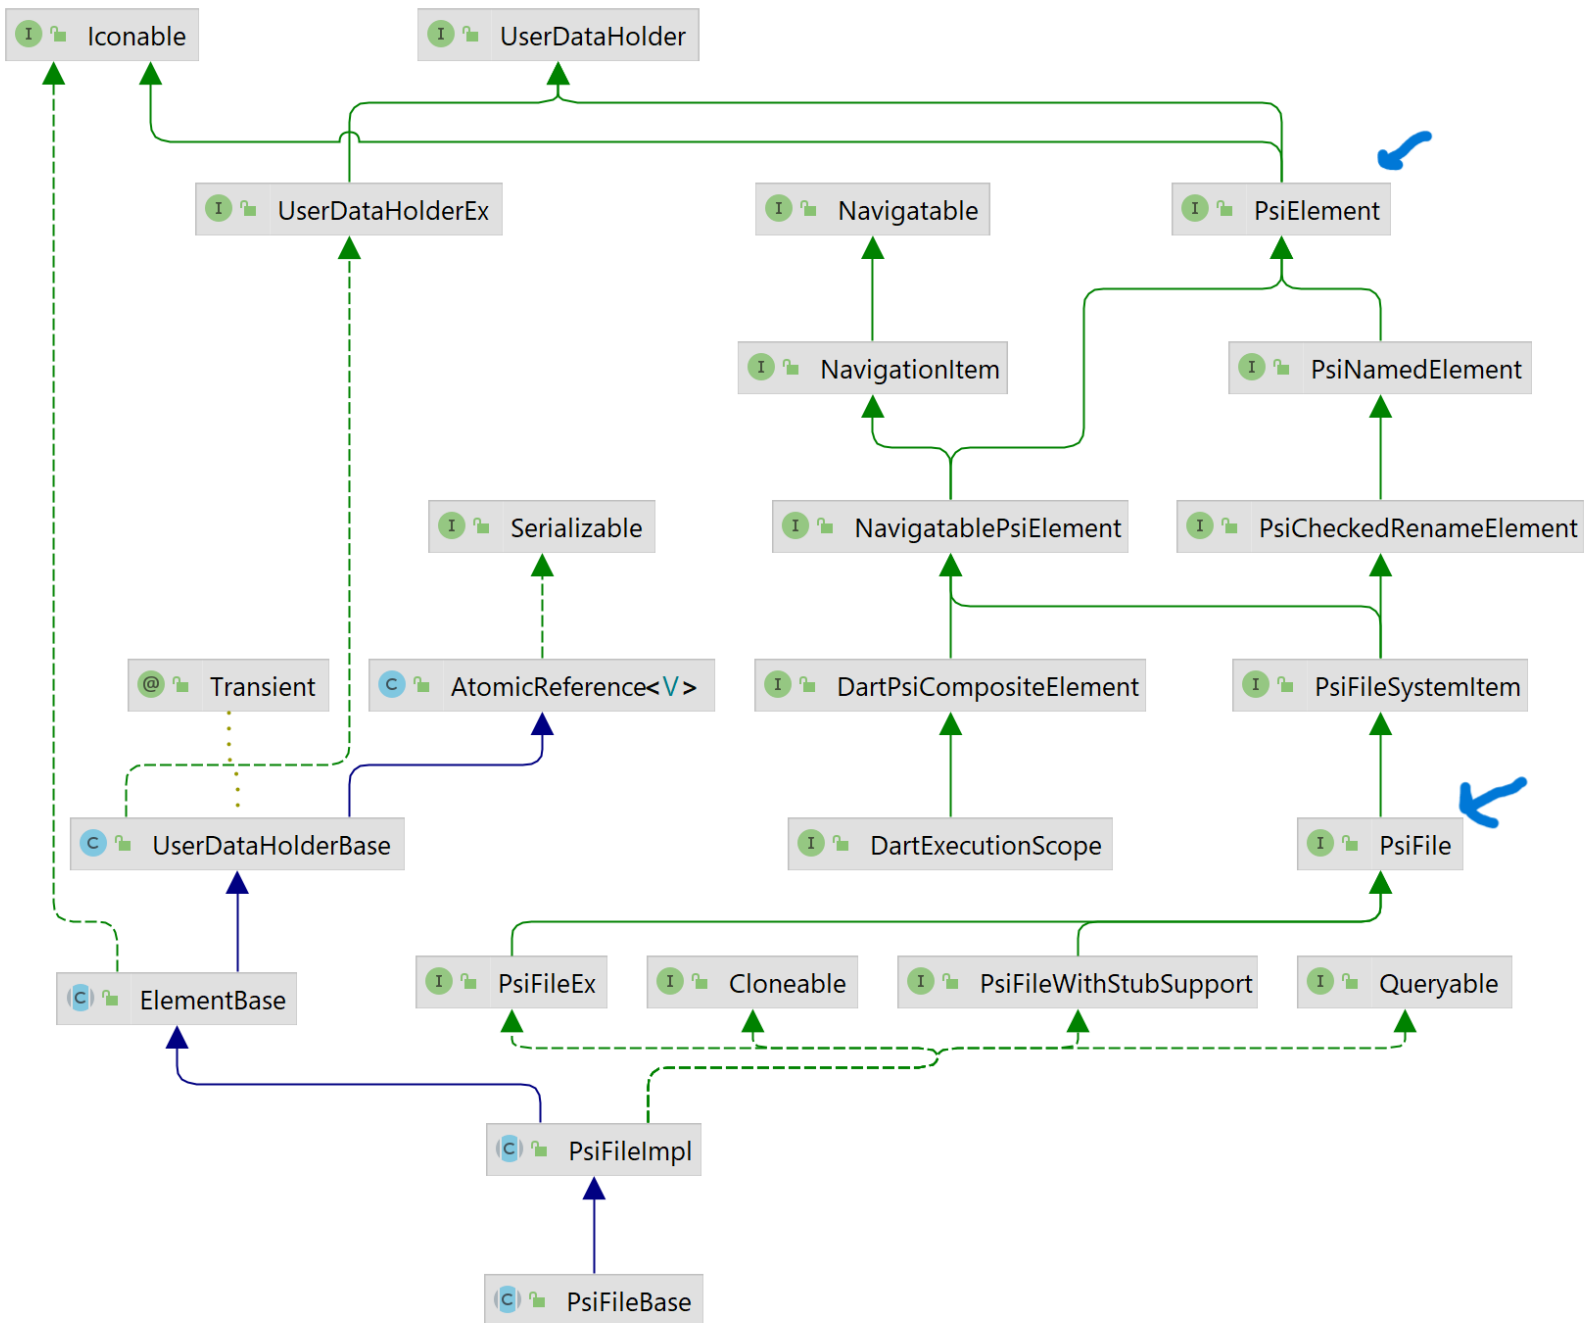 I Iconable
I UserDataHolder
I UserDataHolderEx
I Navigatable
I PsiElement
I NavigationItem
I PsiNamedElement
I Serializable
I NavigatablePsiElement
I PsiCheckedRenameElement
@ Transient
C AtomicReference<V>
I DartPsiCompositeElement
I PsiFileSystemItem
C UserDataHolderBase
I DartExecutionScope
I PsiFile
C ElementBase
I PsiFileEx
I Cloneable
I PsiFileWithStubSupport
I Queryable
C PsiFileImpl
C PsiFileBase